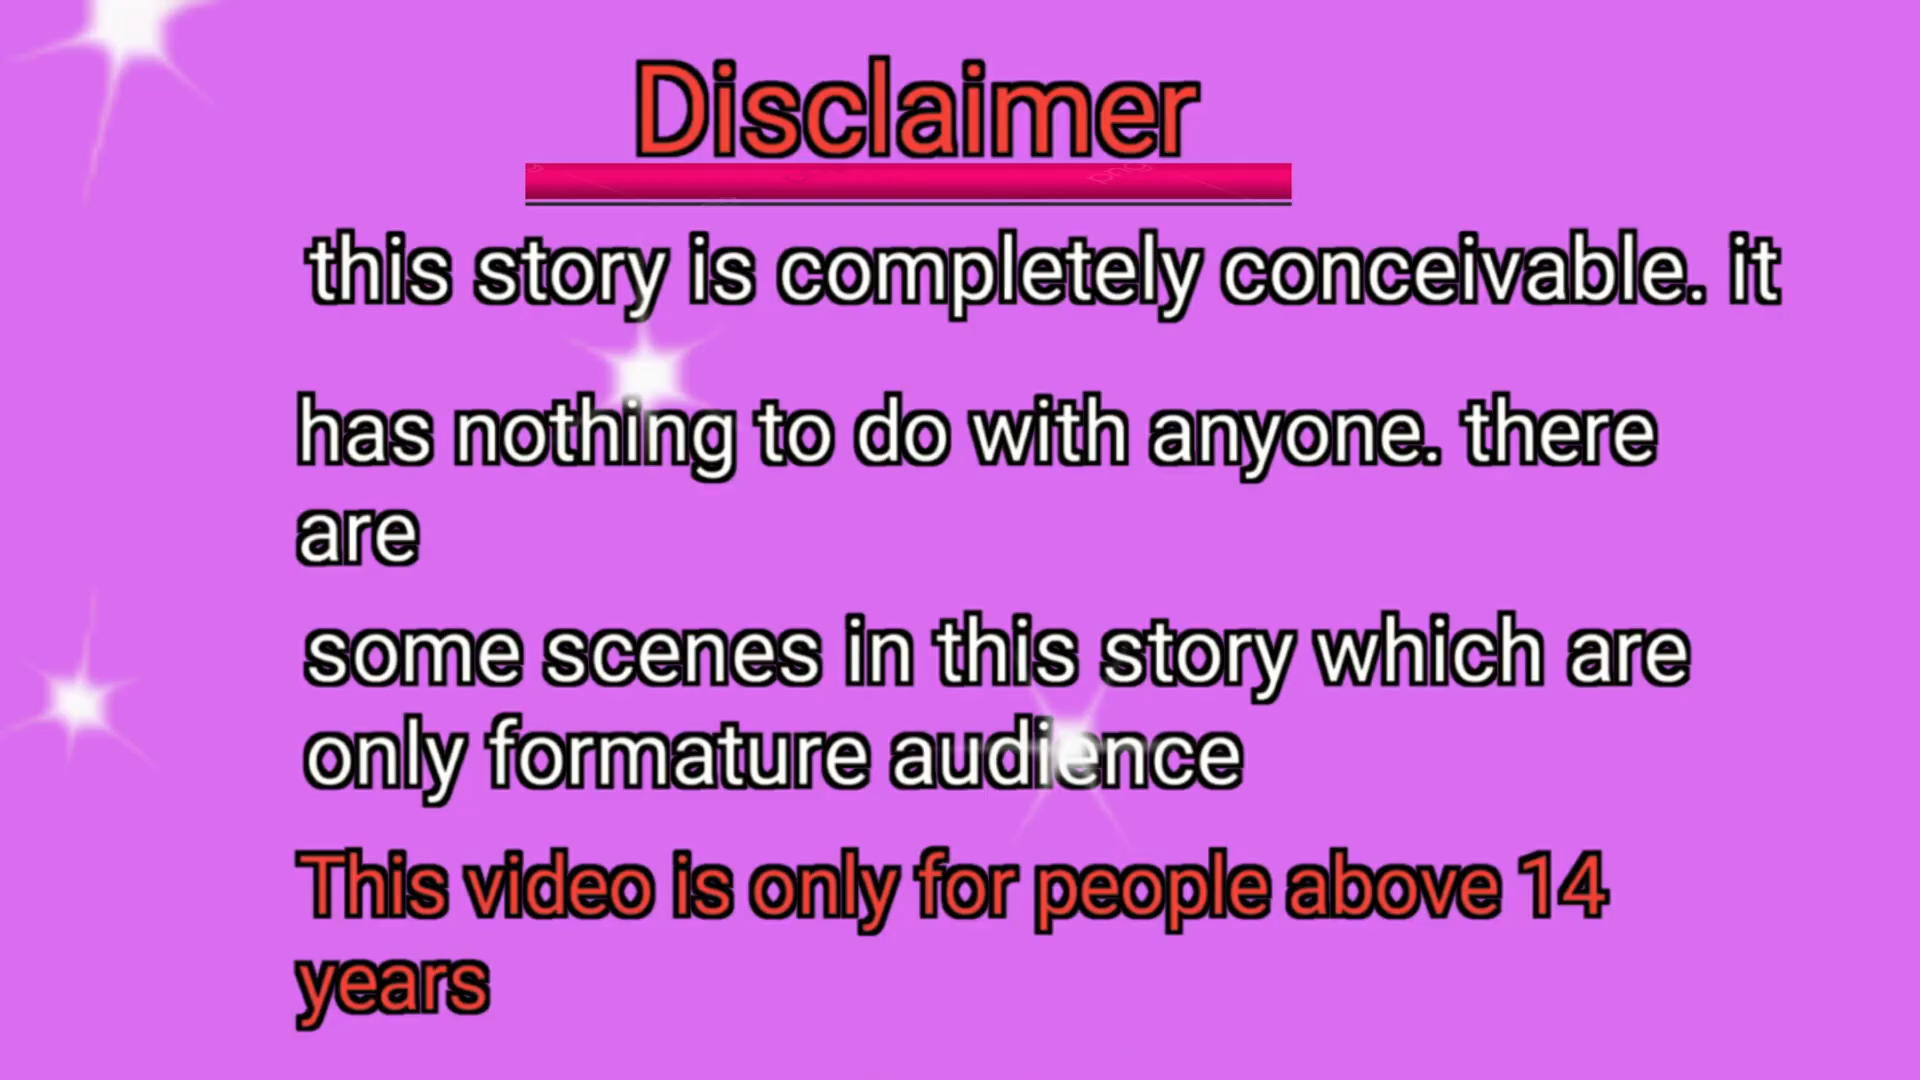 Disclaimer
this story is completely conceivable. it
has nothing to do with anyone. there
are
some scenes in this story which are
only formature audience
This video is only for people above 14
years